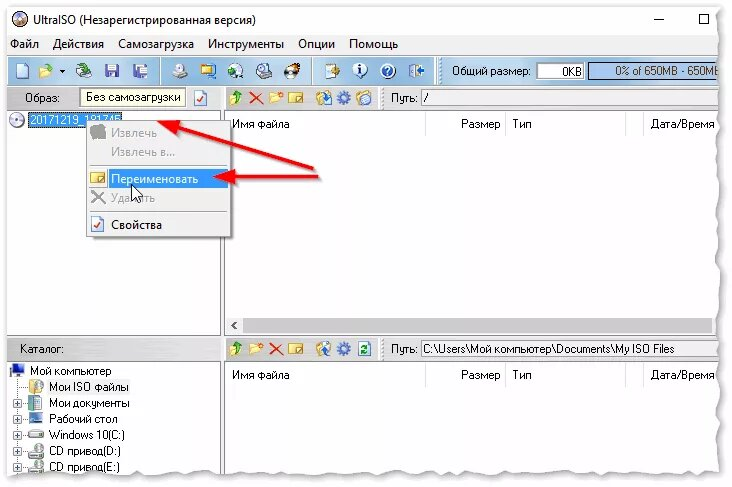 UltraISO (Незарегистрированная версия)
Файл Действия Самозагрузка Инструменты Опции Помощь
Общий размер: 0KB 0% of 650MB - 650M
Образ: Без самозагрузки Путь: /
20171219_191745 Имя файла Размер Тип Дата/Время
Извлечь
Извлечь в...
Переименовать
Удалить
Свойства
Каталог: Путь: C:\Users\Мой компьютер\Documents\My ISO Files
Мой компьютер Имя файла Размер Тип Дата/Время
Мои ISO файлы
Мои документы
Рабочий стол
Windows 10(C:)
CD привод(D:)
CD привод(E:)